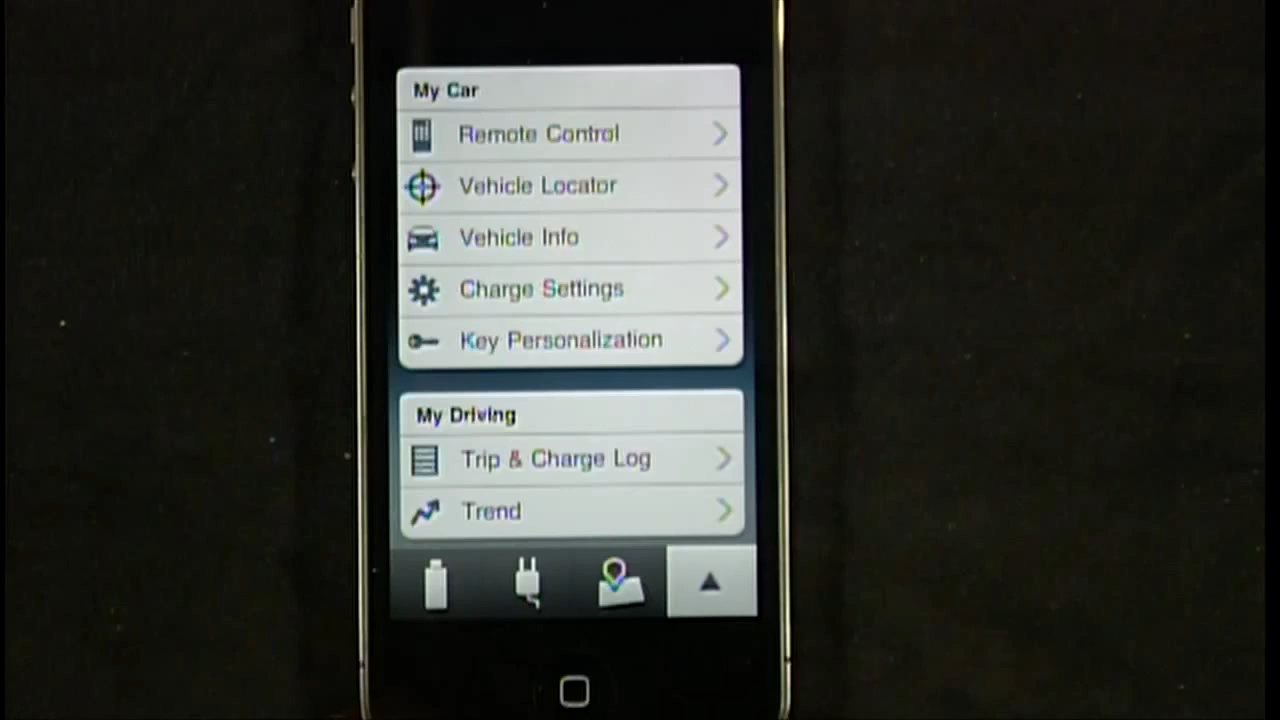 My Car
Remote Control
Vehicle Locator
Vehicle Info
Charge Settings
Key Personalization
My Driving
Trip & Charge Log
Trend